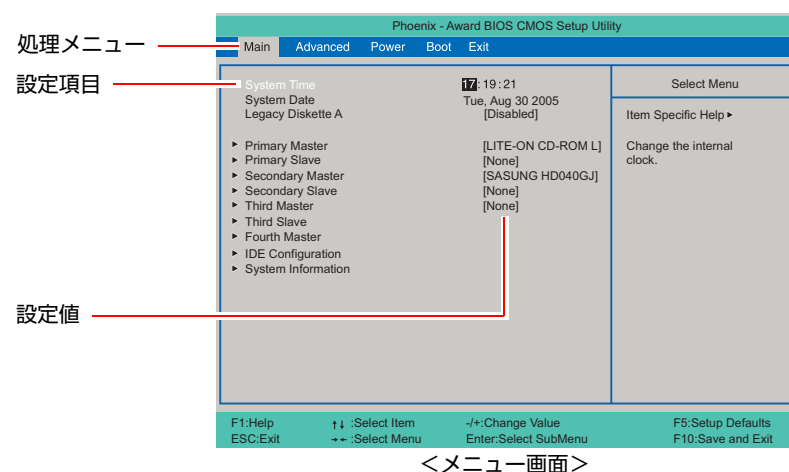 Phoenix - Award BIOS CMOS Setup Utility
処理メニュー
Main Advanced Power Boot Exit
設定項目
System Time 17:19:21
System Date Tue, Aug 30 2005
Legacy Diskette A [Disabled]
▶ Primary Master [LITE-ON CD-ROM L]
▶ Primary Slave [None]
▶ Secondary Master [SASUNG HD040GJ]
▶ Secondary Slave [None]
▶ Third Master [None]
▶ Third Slave
▶ Fourth Master
▶ IDE Configuration
▶ System Information
Select Menu
Item Specific Help▶
Change the internal
clock.
設定値
F1:Help ↑↓ :Select Item -/+:Change Value F5:Setup Defaults
ESC:Exit →← :Select Menu Enter:Select SubMenu F10:Save and Exit
＜メニュー画面＞